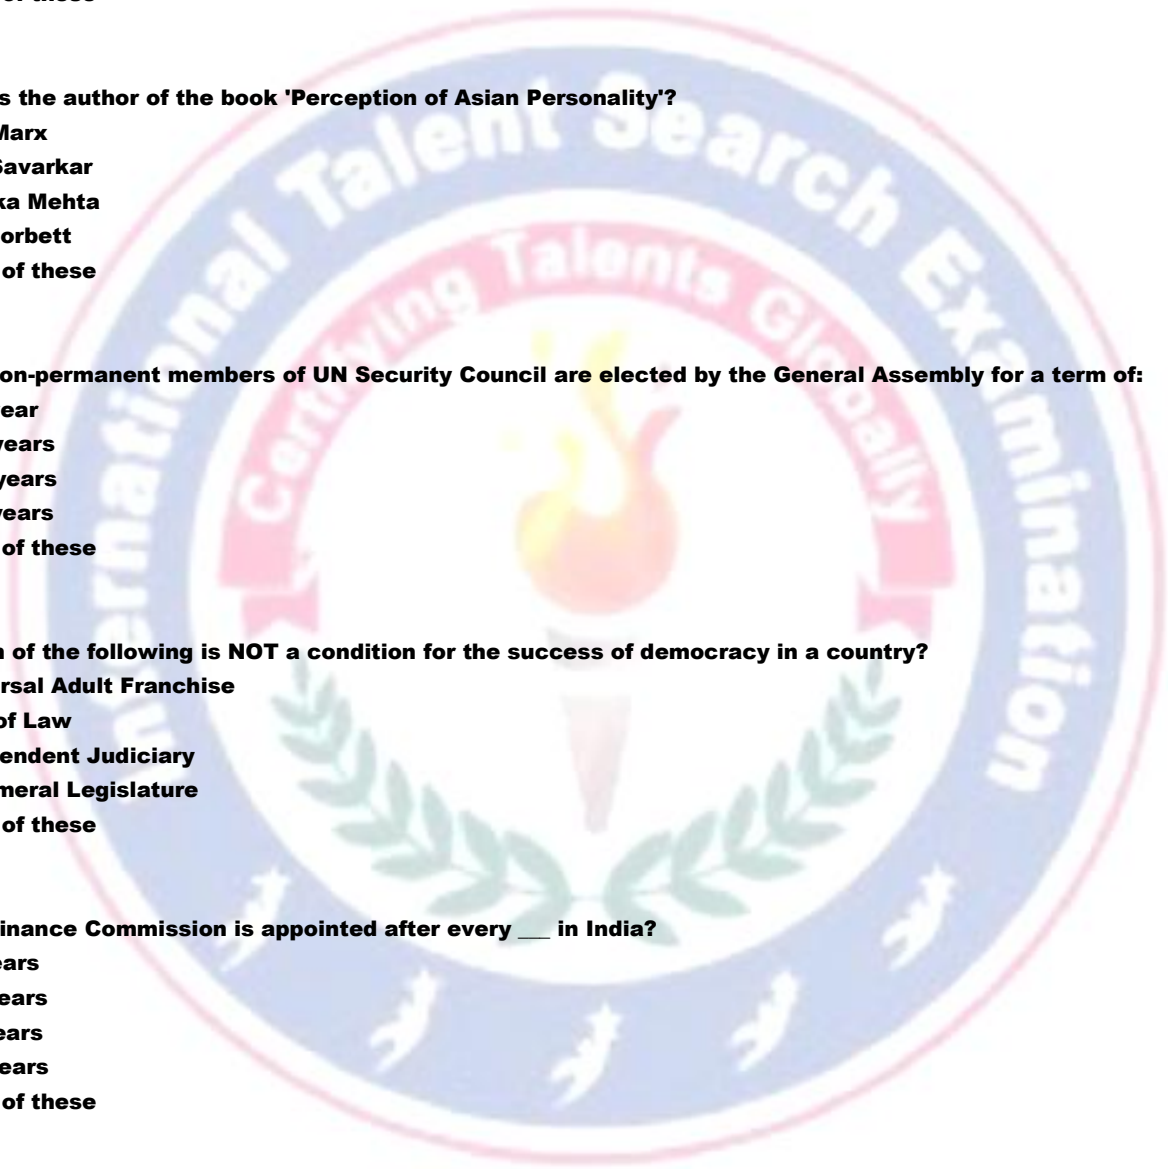 of these
s the author of the book 'Perception of Asian Personality'?
Marx
Savarkar
ka Mehta
orbett
of these
on-permanent members of UN Security Council are elected by the General Assembly for a term of:
ear
years
years
years
of these
n of the following is NOT a condition for the success of democracy in a country?
rsal Adult Franchise
of Law
endent Judiciary
meral Legislature
of these
inance Commission is appointed after every ___ in India?
ears
ears
ears
ears
of these
International Talent Search Examination
Certifying Talents Globally